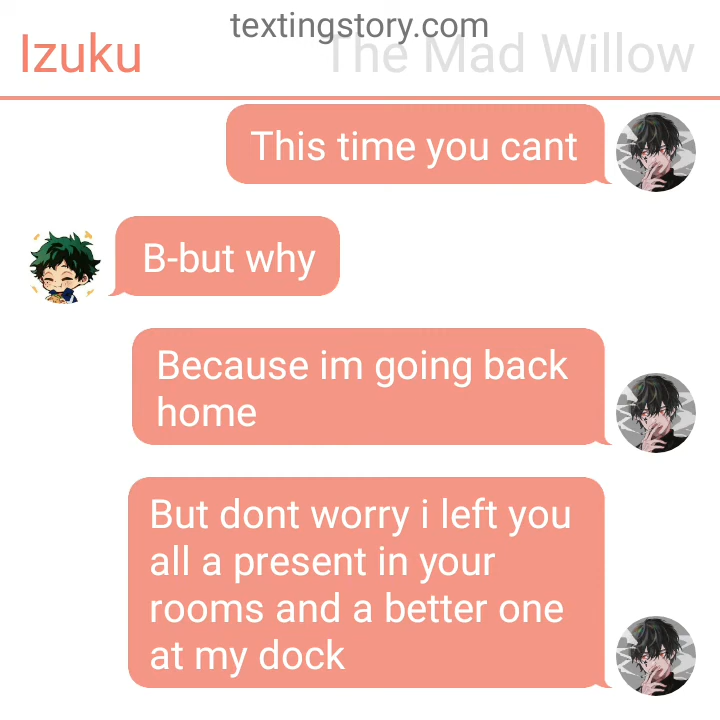 textingstory.com
Izuku
The Mad Willow
This time you cant
B-but why
Because im going back
home
But dont worry i left you
all a present in your
rooms and a better one
at my dock